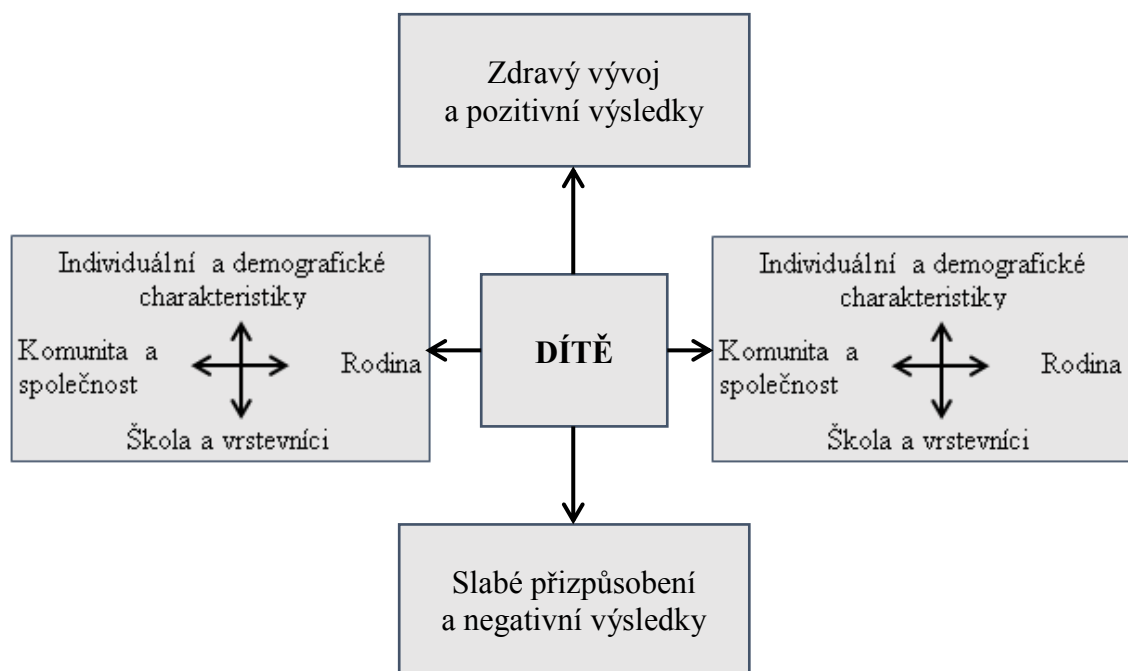 Zdravý vývoj
a pozitivní výsledky
Individuální a demografické
charakteristiky
Komunita a
společnost
Rodina
Škola a vrstevníci
DÍTĚ
Individuální a demografické
charakteristiky
Komunita a
společnost
Rodina
Škola a vrstevníci
Slabé přizpůsobení
a negativní výsledky